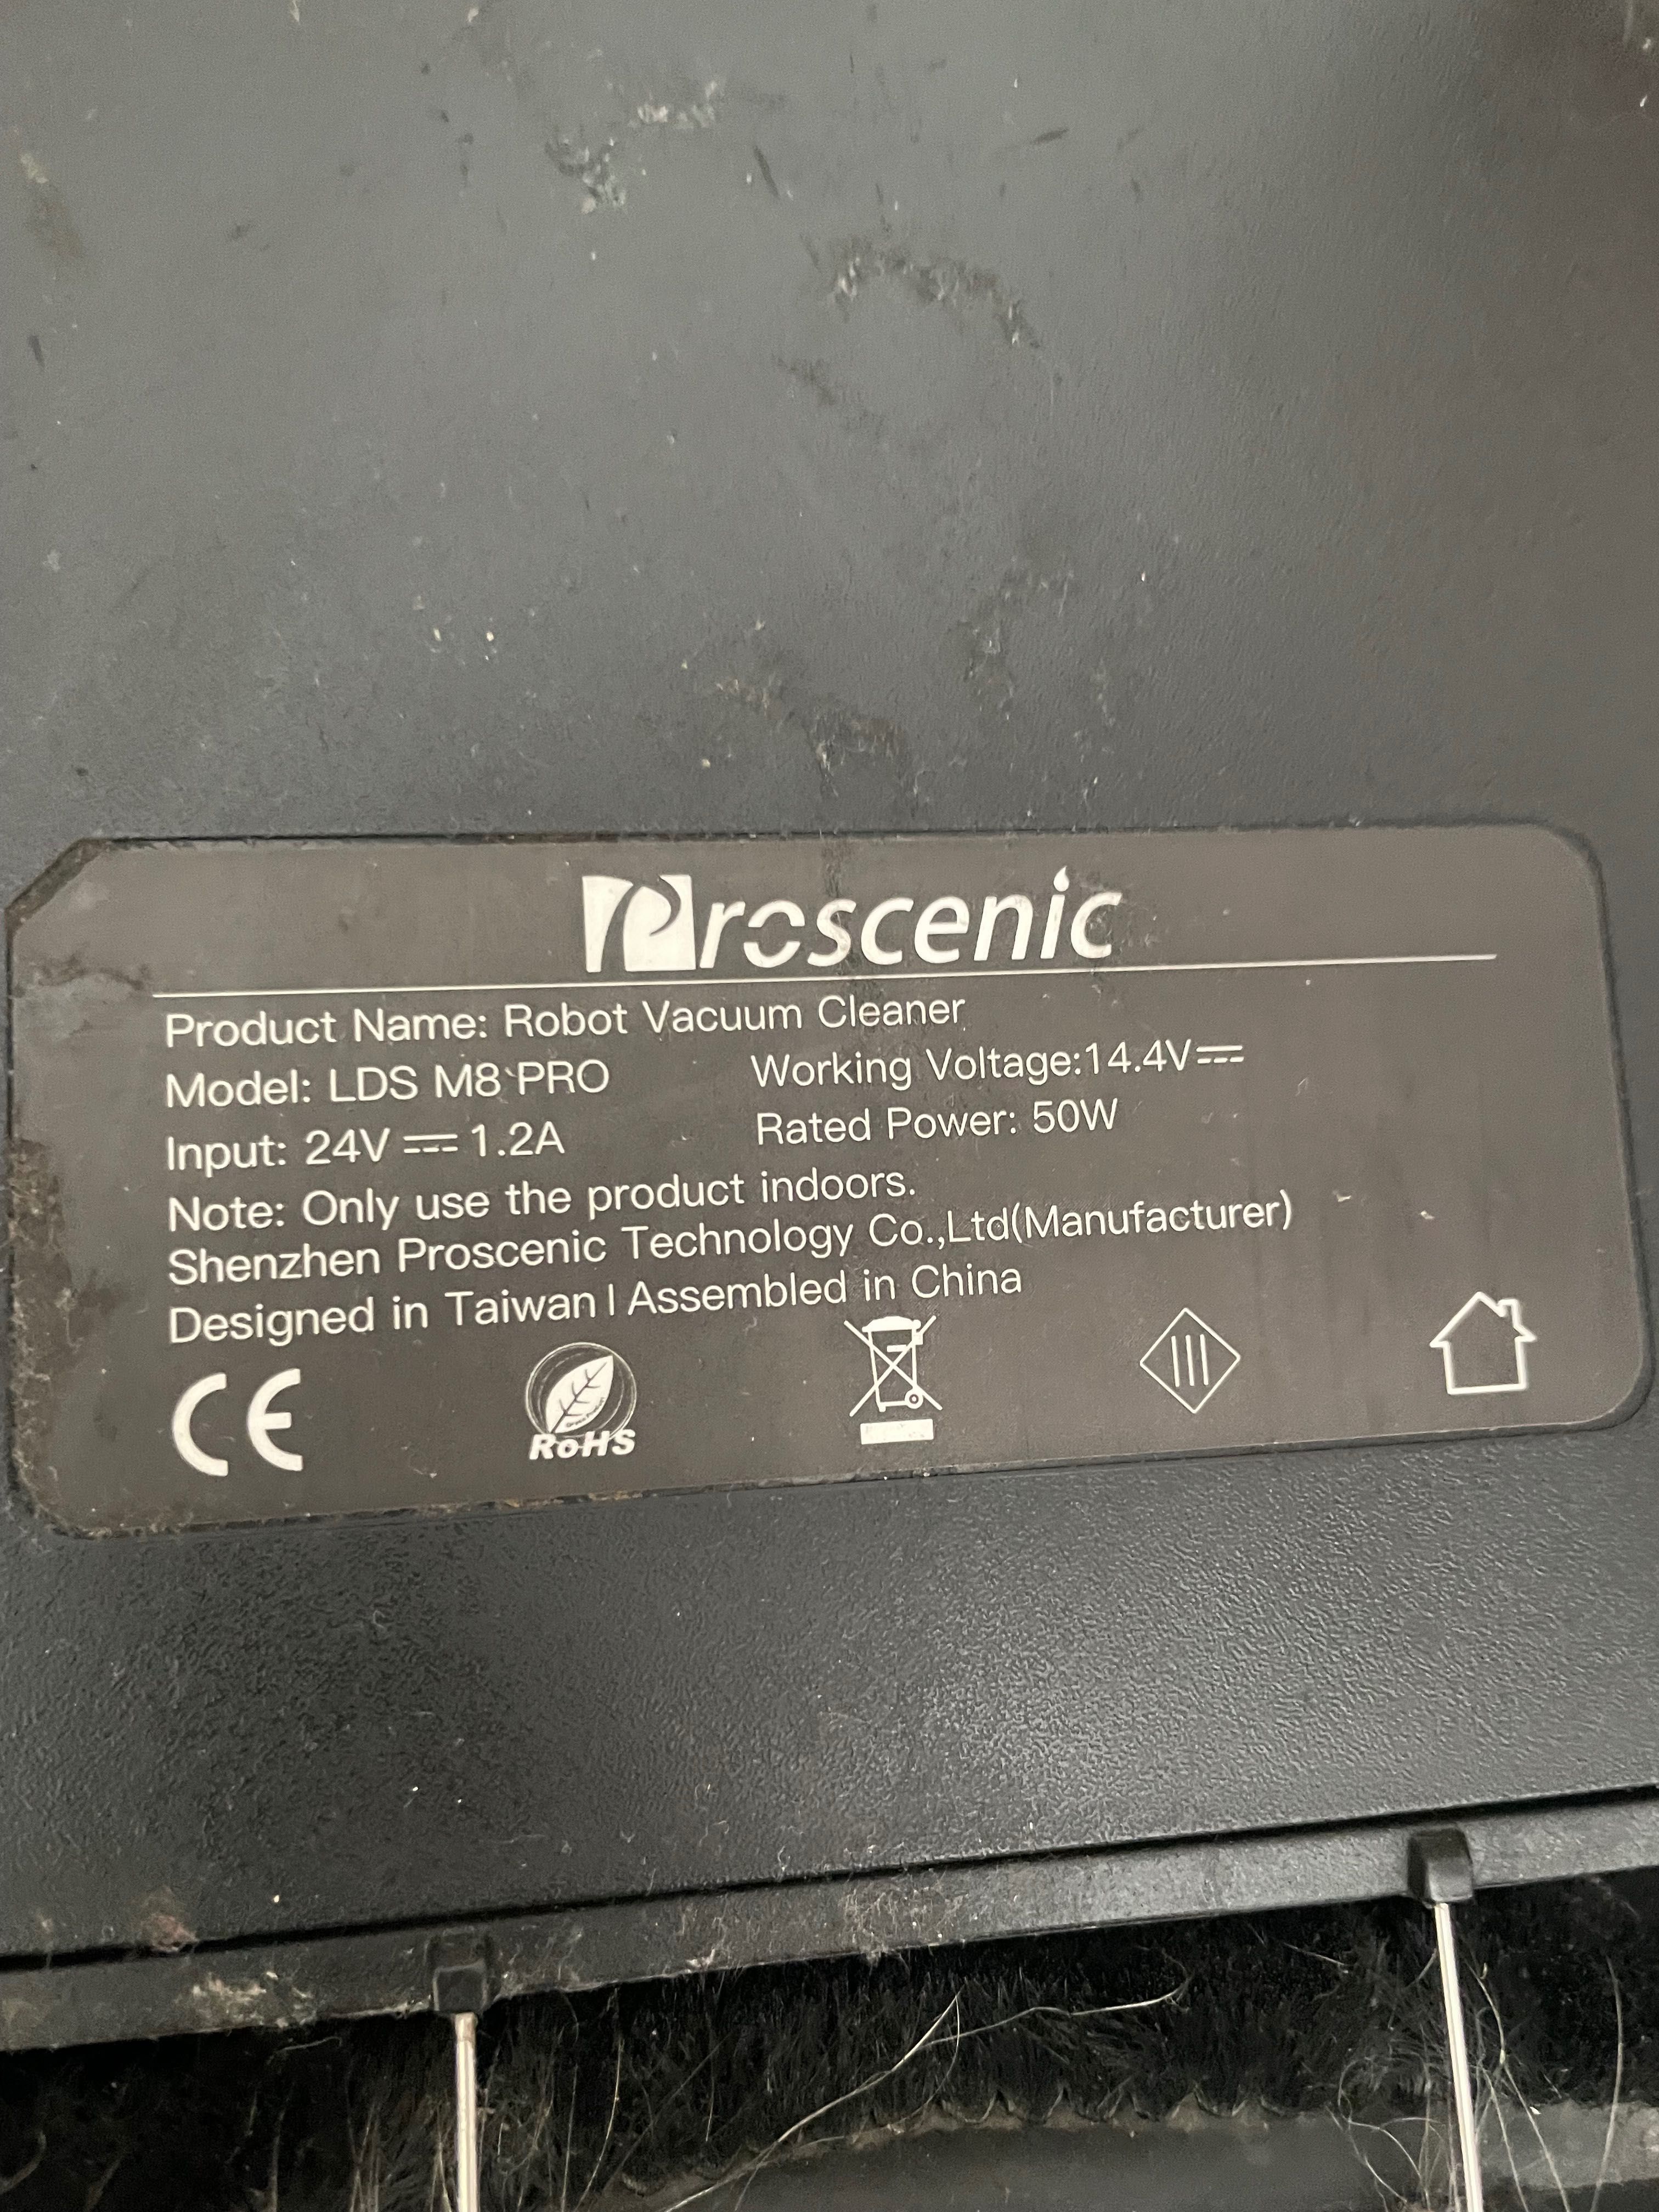 Proscenic
Product Name: Robot Vacuum Cleaner
Model: LDS M8 PRO
Working Voltage:14.4V⎓
Input: 24V ⎓ 1.2A
Rated Power: 50W
Note: Only use the product indoors.
Shenzhen Proscenic Technology Co.,Ltd(Manufacturer)
Designed in Taiwan | Assembled in China
CE
RoHS